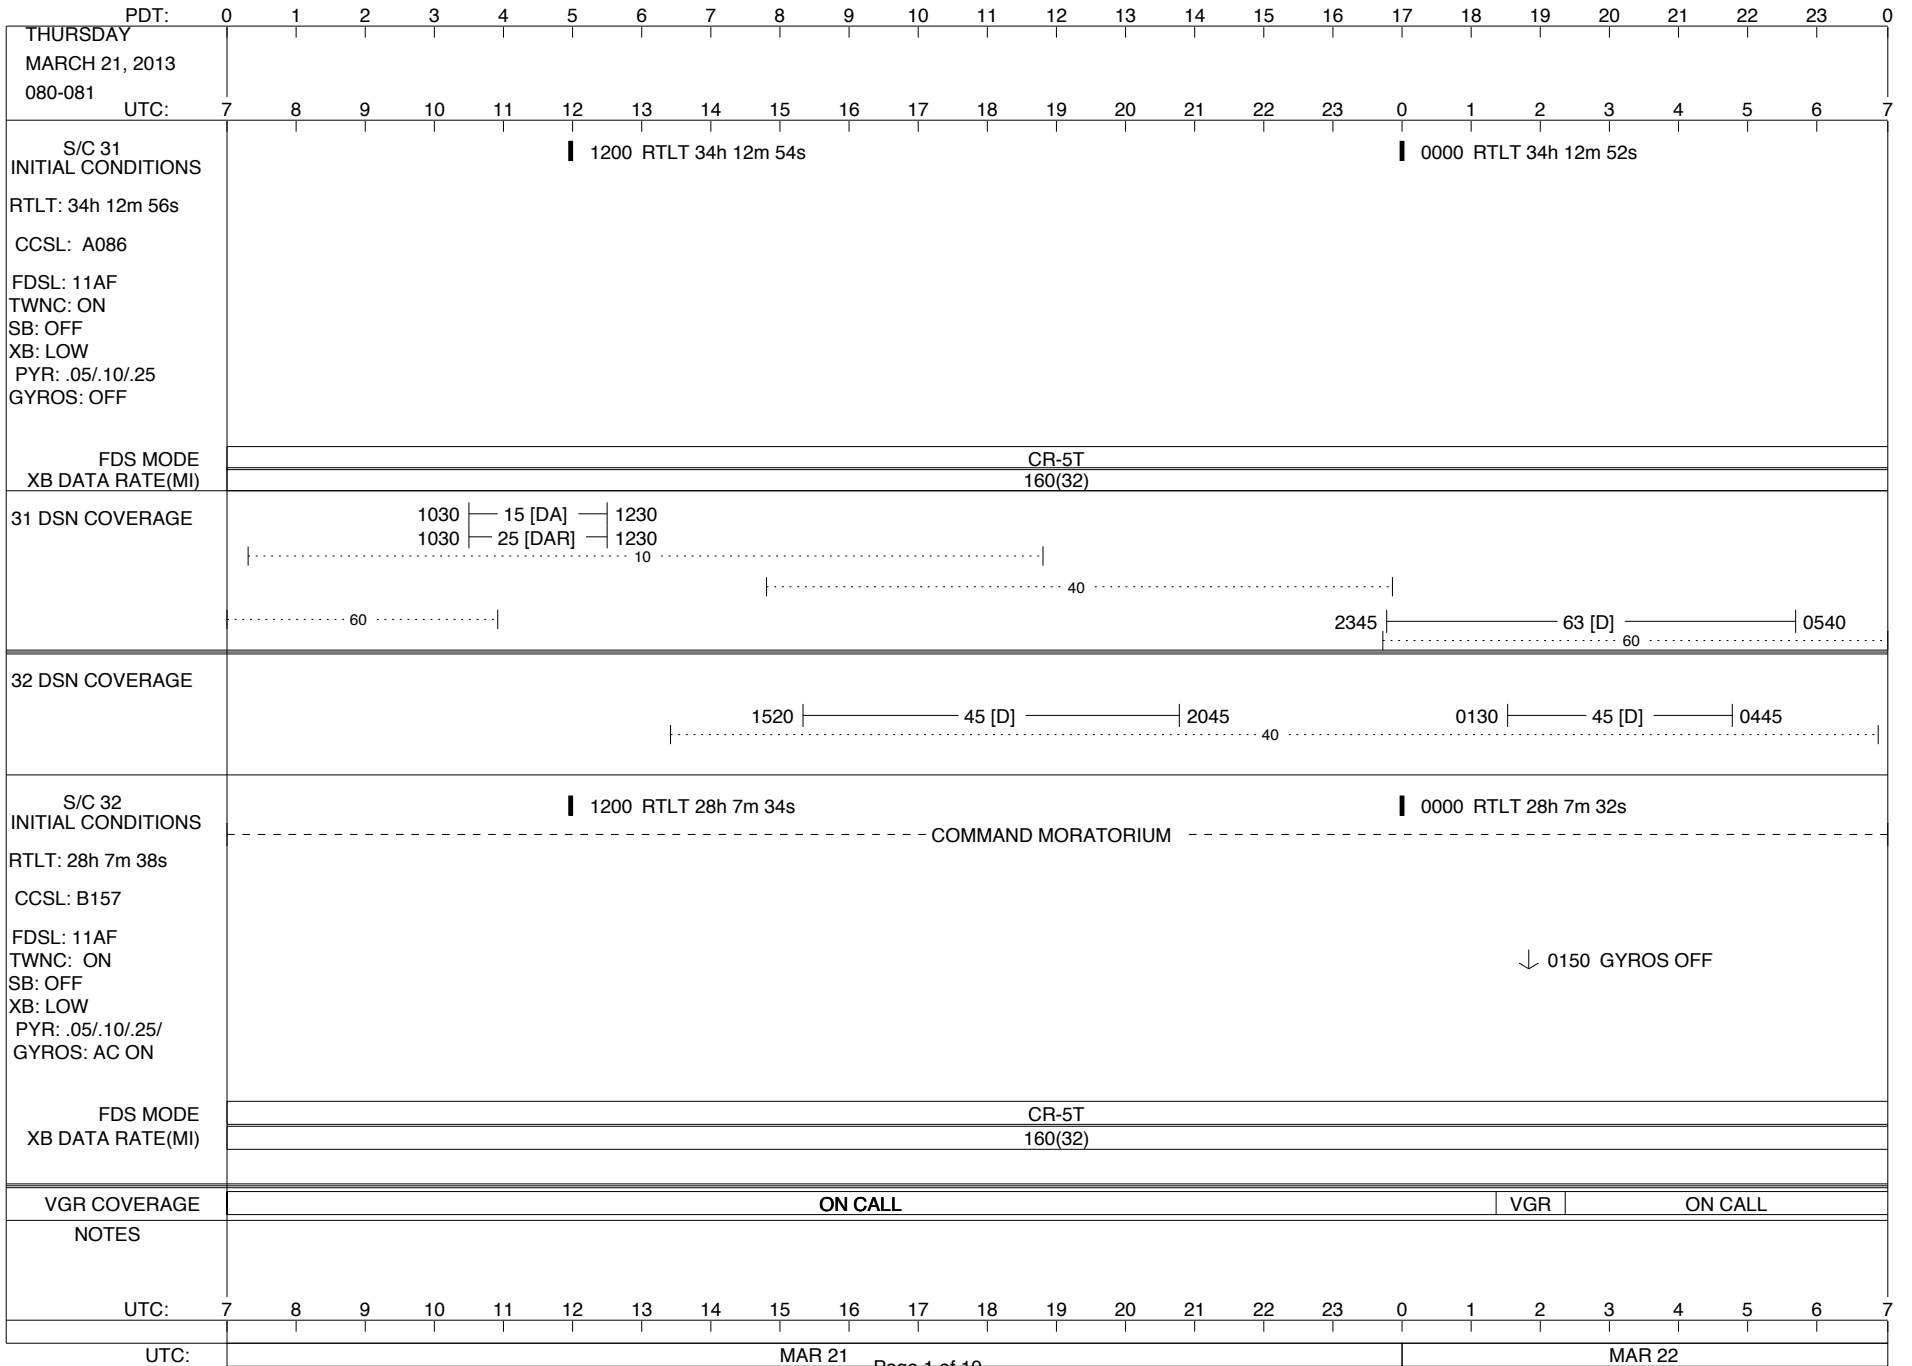 PDT: 0 1 2 3 4 5 6 7 8 9 10 11 12 13 14 15 16 17 18 19 20 21 22 23 0
THURSDAY
MARCH 21, 2013
080-081
UTC: 7 8 9 10 11 12 13 14 15 16 17 18 19 20 21 22 23 0 1 2 3 4 5 6 7
S/C 31
INITIAL CONDITIONS
1200 RTLT 34h 12m 54s
0000 RTLT 34h 12m 52s
RTLT: 34h 12m 56s
CCSL: A086
FDSL: 11AF
TWNC: ON
SB: OFF
XB: LOW
PYR: .05/.10/.25
GYROS: OFF
FDS MODE CR-5T
XB DATA RATE(MI) 160(32)
31 DSN COVERAGE
1030 15 [DA] 1230
1030 25 [DAR] 1230
10
40
60
2345 63 [D] 0540
60
32 DSN COVERAGE
1520 45 [D] 2045
0130 45 [D] 0445
40
S/C 32
INITIAL CONDITIONS
1200 RTLT 28h 7m 34s
0000 RTLT 28h 7m 32s
COMMAND MORATORIUM
RTLT: 28h 7m 38s
CCSL: B157
FDSL: 11AF
TWNC: ON
0150 GYROS OFF
SB: OFF
XB: LOW
PYR: .05/.10/.25/
GYROS: AC ON
FDS MODE CR-5T
XB DATA RATE(MI) 160(32)
VGR COVERAGE ON CALL VGR ON CALL
NOTES
UTC: 7 8 9 10 11 12 13 14 15 16 17 18 19 20 21 22 23 0 1 2 3 4 5 6 7
UTC: MAR 21 MAR 22
Page 1 of 19